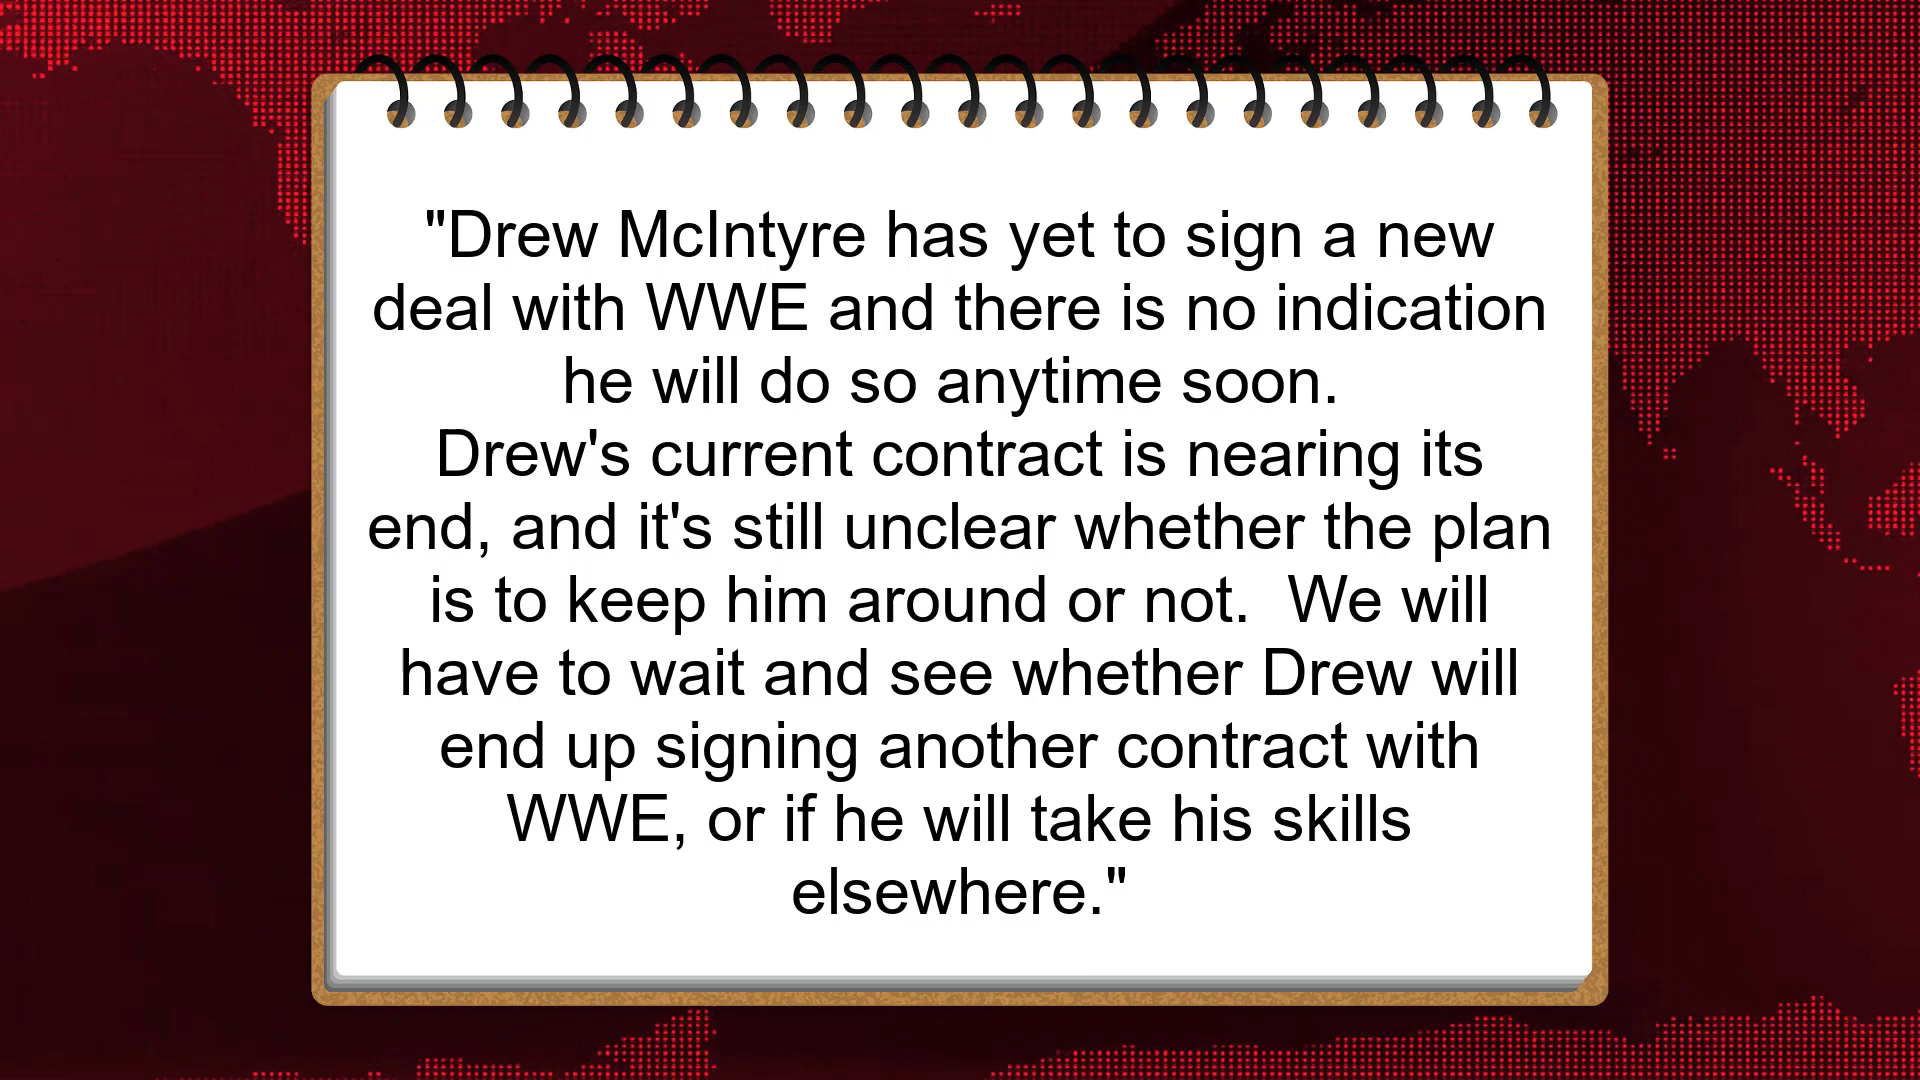 "Drew McIntyre has yet to sign a new
deal with WWE and there is no indication
he will do so anytime soon.
Drew's current contract is nearing its
end, and it's still unclear whether the plan
is to keep him around or not.  We will
have to wait and see whether Drew will
end up signing another contract with
WWE, or if he will take his skills
elsewhere."